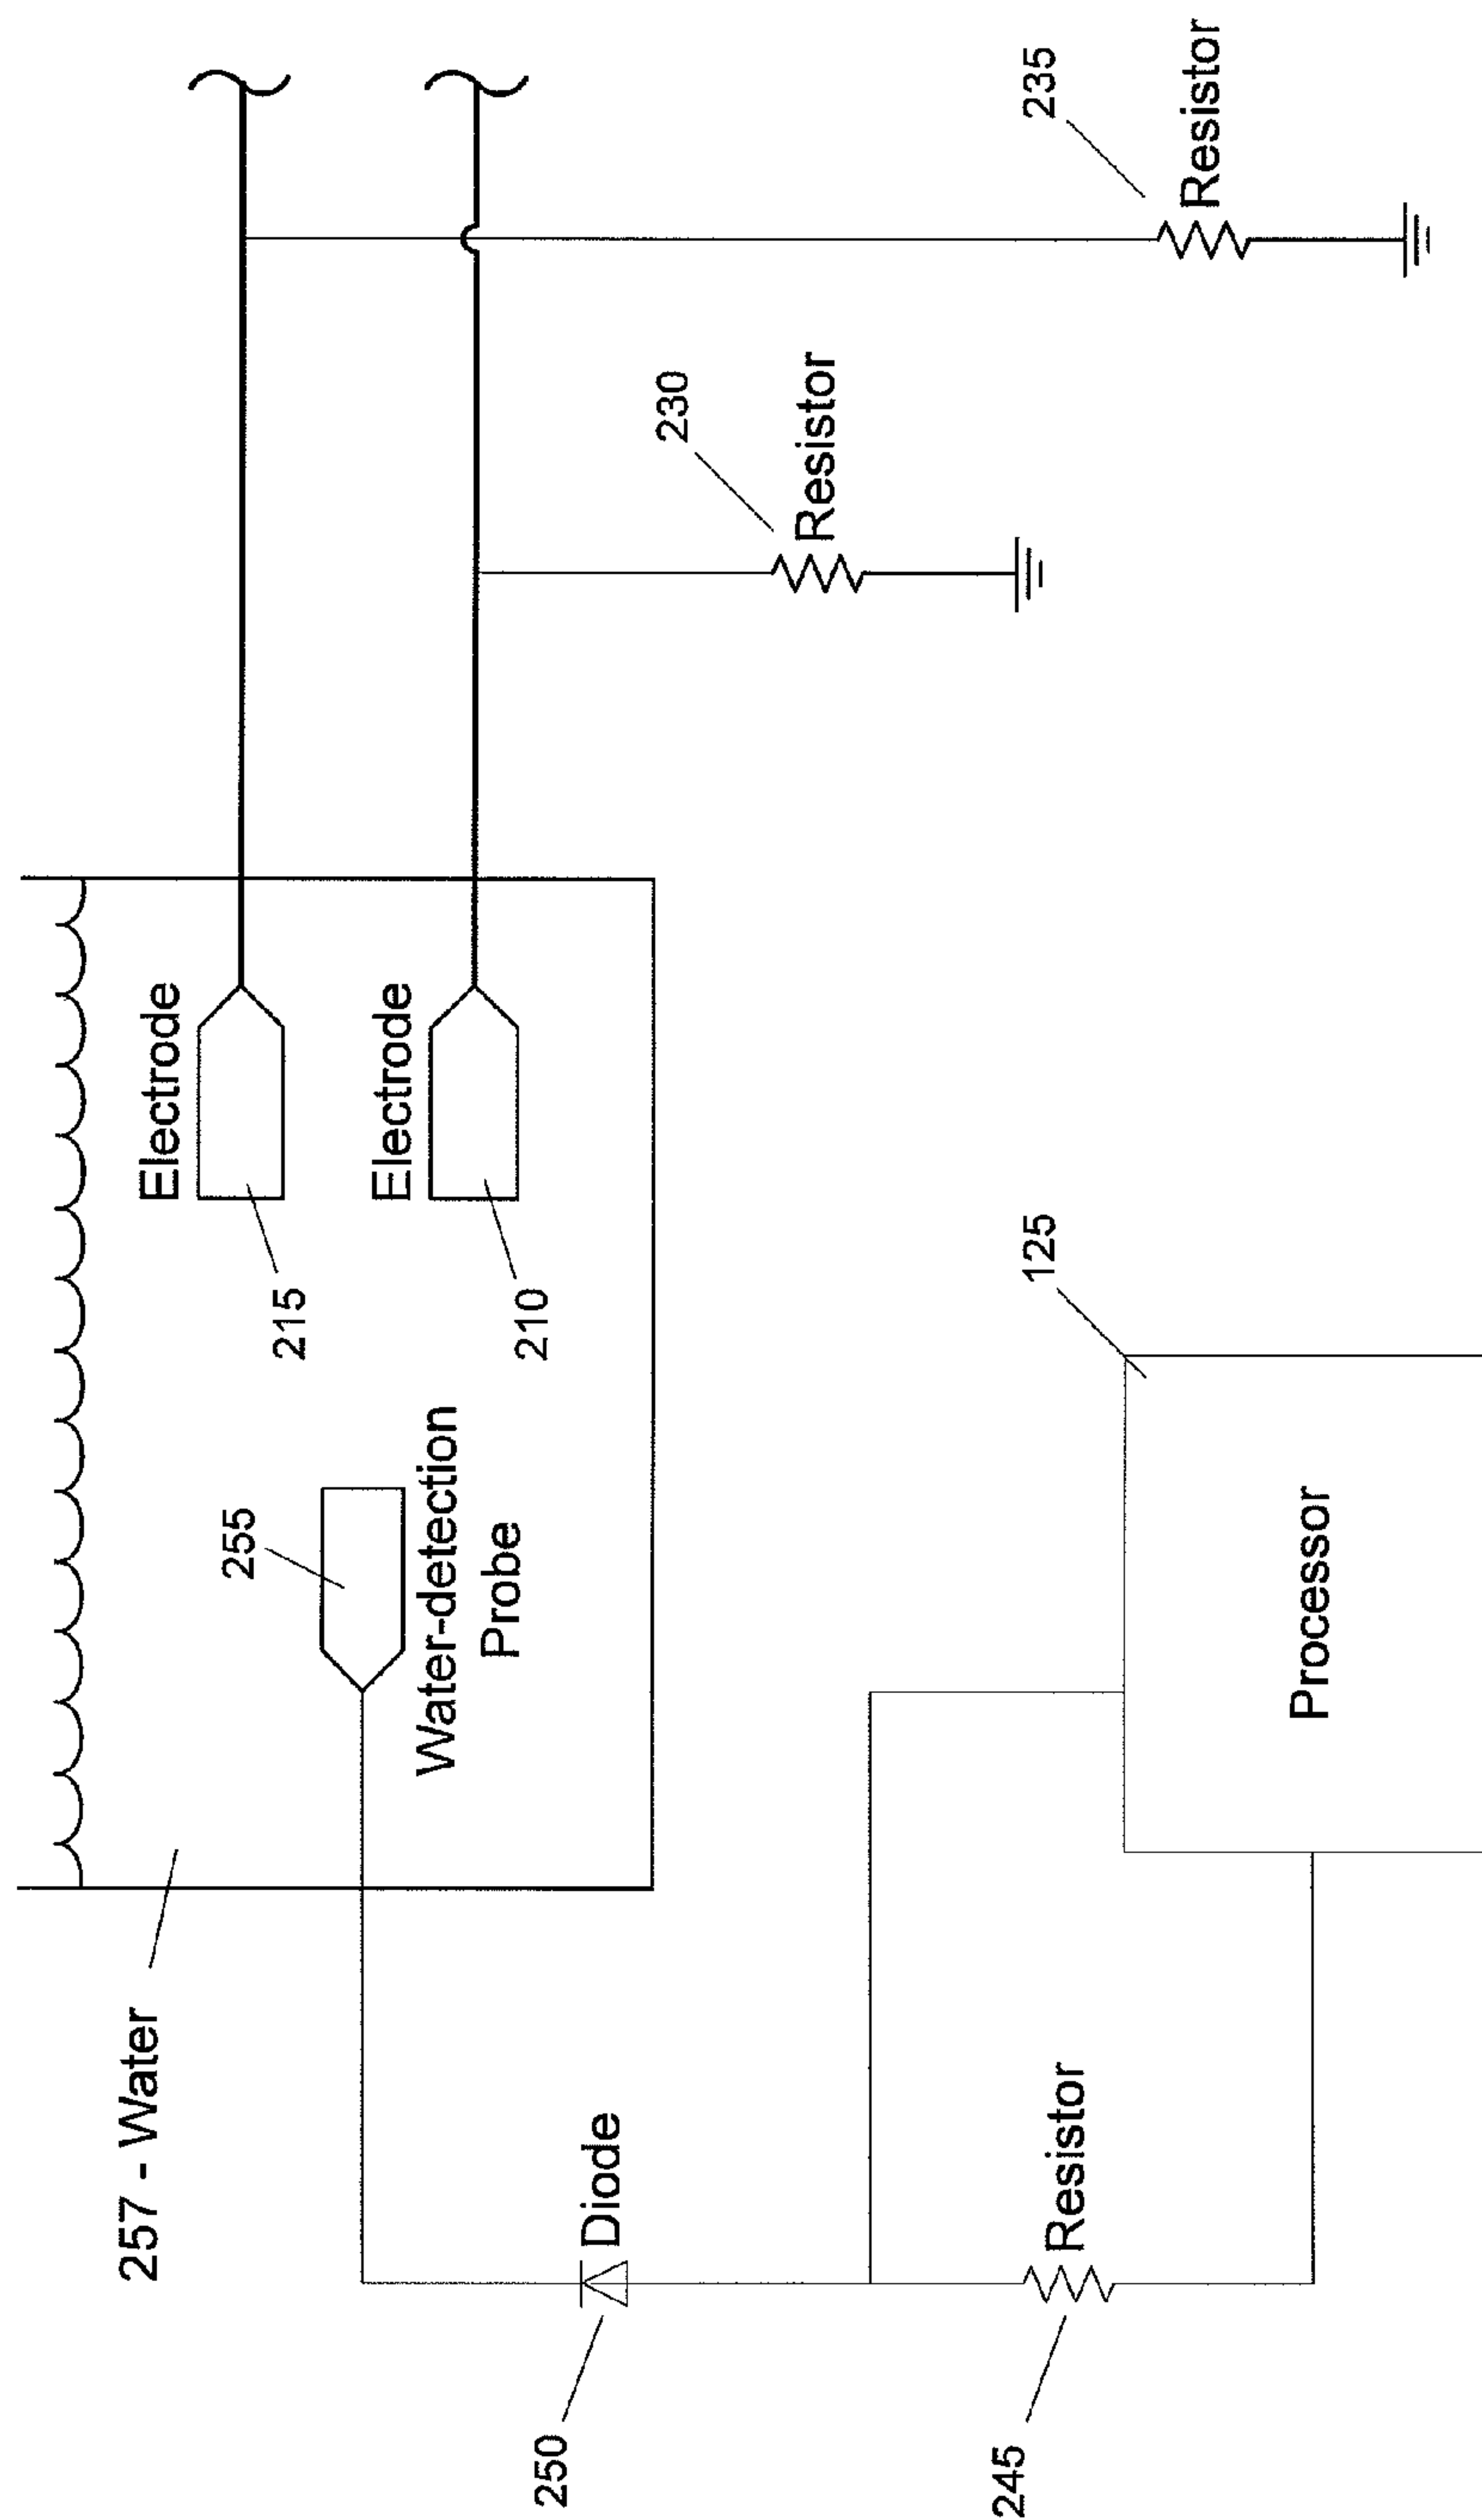 257 - Water
Electrode
215
255
Electrode
210
Water-detection
Probe
250
Diode
230
Resistor
245
Resistor
125
Processor
235
Resistor